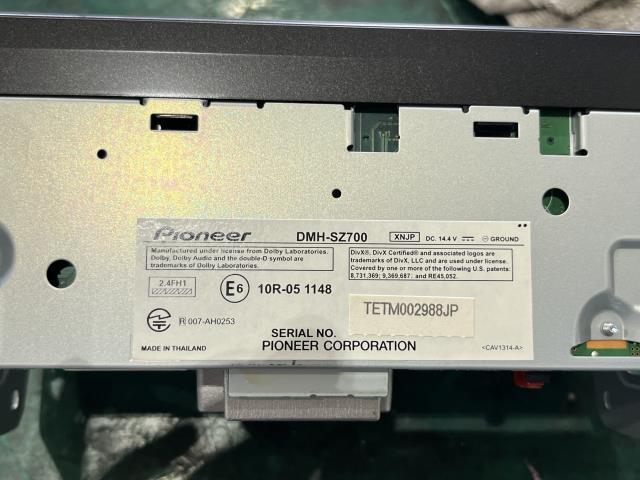 Pioneer DMH-SZ700 XNJP DC 14.4 V ⎓ ⊖ GROUND
Manufactured under license from Dolby Laboratories.
Dolby, Dolby Audio and the double-D symbol are
trademarks of Dolby Laboratories.
DivX®, DivX Certified® and associated logos are
trademarks of DivX, LLC and are used under license.
Covered by one or more of the following U.S. patents:
8,731,369; 9,369,687; and RE45,052.
2.4FH1
E6 10R-05 1148
R 007-AH0253
TETM002988JP
SERIAL NO.
MADE IN THAILAND PIONEER CORPORATION <CAV1314-A>